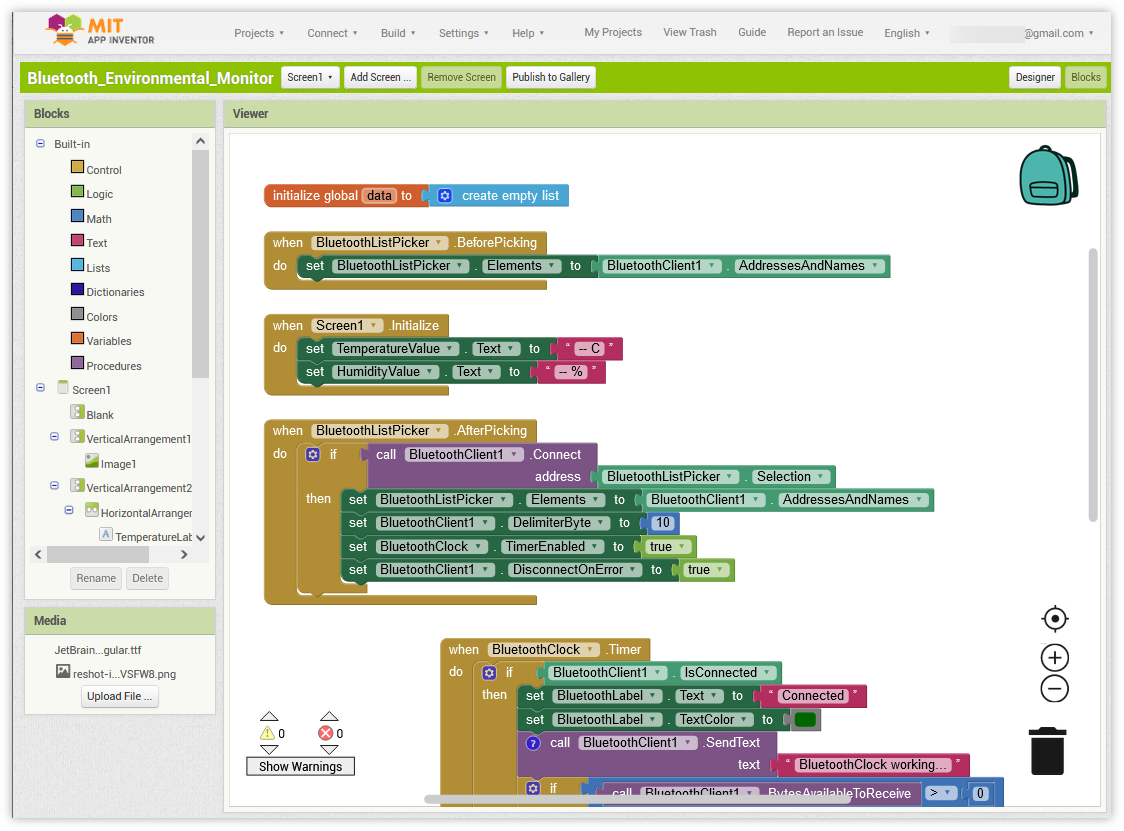 MIT
APP INVENTOR
Projects Connect Build Settings Help My Projects View Trash Guide Report an Issue English @gmail.com
Bluetooth_Environmental_Monitor Screen1 Add Screen ... Remove Screen Publish to Gallery Designer Blocks
Blocks
Built-in
Control
Logic
Math
Text
Lists
Dictionaries
Colors
Variables
Procedures
Screen1
Blank
VerticalArrangement1
Image1
VerticalArrangement2
HorizontalArranger
A TemperatureLab
Rename Delete
Media
JetBrain...gular.ttf
reshot-i...VSFW8.png
Upload File ...
Viewer
initialize global data to create empty list
when BluetoothListPicker .BeforePicking
do set BluetoothListPicker . Elements to BluetoothClient1 . AddressesAndNames
when Screen1 .Initialize
do set TemperatureValue . Text to “ -- C ”
set HumidityValue . Text to “ -- % ”
when BluetoothListPicker .AfterPicking
do if call BluetoothClient1 .Connect
address BluetoothListPicker . Selection
then set BluetoothListPicker . Elements to BluetoothClient1 . AddressesAndNames
set BluetoothClient1 . DelimiterByte to 10
set BluetoothClock . TimerEnabled to true
set BluetoothClient1 . DisconnectOnError to true
when BluetoothClock .Timer
do if BluetoothClient1 . IsConnected
then set BluetoothLabel . Text to “ Connected ”
set BluetoothLabel . TextColor to
? call BluetoothClient1 .SendText
text “ BluetoothClock working... ”
if call BluetoothClient1 .BytesAvailableToReceive > 0
0 0
Show Warnings